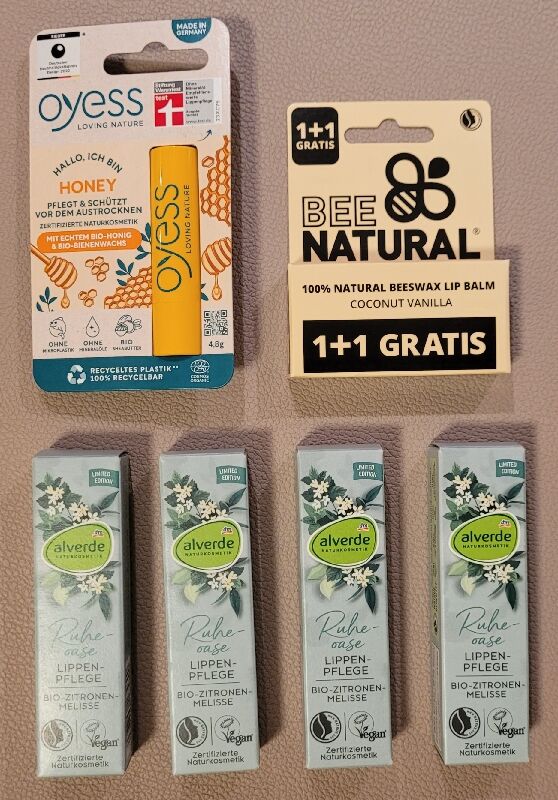 MADE IN
GERMANY
oyess
LOVING NATURE
Stiftung
Warentest
test
HALLO, ICH BIN
HONEY
PFLEGT & SCHÜTZT
VOR DEM AUSTROCKNEN
ZERTIFIZIERTE NATURKOSMETIK
MIT ECHTEM BIO-HONIG
& BIO-BIENENWACHS
oyess
LOVING NATURE
OHNE
MIKROPLASTIK
OHNE
MINERALÖLE
BIO
SHEABUTTER
4,8g
RECYCELTES PLASTIK**
100% RECYCELBAR
COSMOS
ORGANIC
1+1
GRATIS
BEE
NATURAL®
100% NATURAL BEESWAX LIP BALM
COCONUT VANILLA
1+1 GRATIS
LIMITED
EDITION
alverde
NATURKOSMETIK
Ruhe-
oase
LIPPEN-
PFLEGE
BIO-ZITRONEN-
MELISSE
Vegan
Zertifizierte
Naturkosmetik
LIMITED
EDITION
alverde
NATURKOSMETIK
Ruhe-
oase
LIPPEN-
PFLEGE
BIO-ZITRONEN-
MELISSE
Vegan
Zertifizierte
Naturkosmetik
LIMITED
EDITION
alverde
NATURKOSMETIK
Ruhe-
oase
LIPPEN-
PFLEGE
BIO-ZITRONEN-
MELISSE
Vegan
Zertifizierte
Naturkosmetik
LIMITED
EDITION
alverde
NATURKOSMETIK
Ruhe-
oase
LIPPEN-
PFLEGE
BIO-ZITRONEN-
MELISSE
Vegan
Zertifizierte
Naturkosmetik